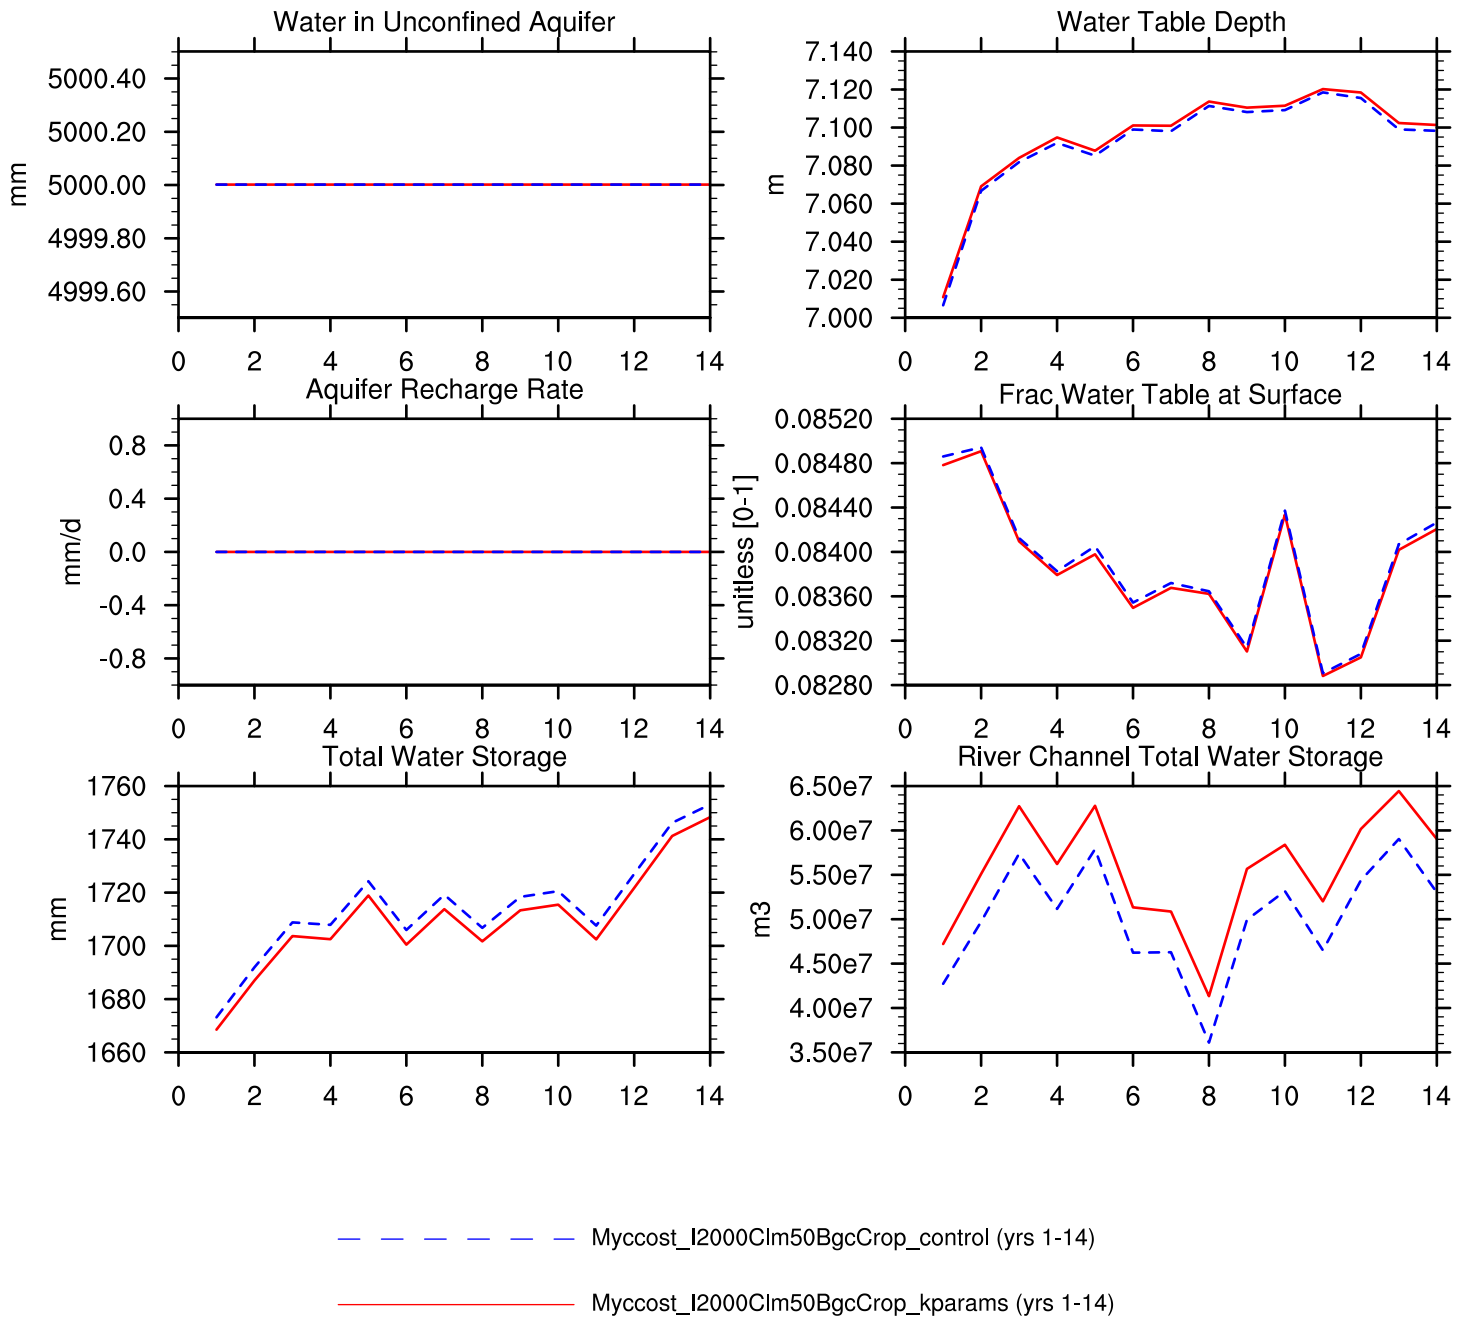 Water in Unconfined Aquifer
5000.40
5000.20
5000.00
4999.80
4999.60
mm
0 2 4 6 8 10 12 14
Water Table Depth
7.140
7.120
7.100
7.080
7.060
7.040
7.020
7.000
m
0 2 4 6 8 10 12 14
Aquifer Recharge Rate
0.8
0.4
0.0
-0.4
-0.8
mm/d
0 2 4 6 8 10 12 14
Frac Water Table at Surface
0.08520
0.08480
0.08440
0.08400
0.08360
0.08320
0.08280
unitless [0-1]
0 2 4 6 8 10 12 14
Total Water Storage
1760
1740
1720
1700
1680
1660
mm
0 2 4 6 8 10 12 14
River Channel Total Water Storage
6.50e7
6.00e7
5.50e7
5.00e7
4.50e7
4.00e7
3.50e7
m3
0 2 4 6 8 10 12 14
Myccost_I2000Clm50BgcCrop_control (yrs 1-14)
Myccost_I2000Clm50BgcCrop_kparams (yrs 1-14)